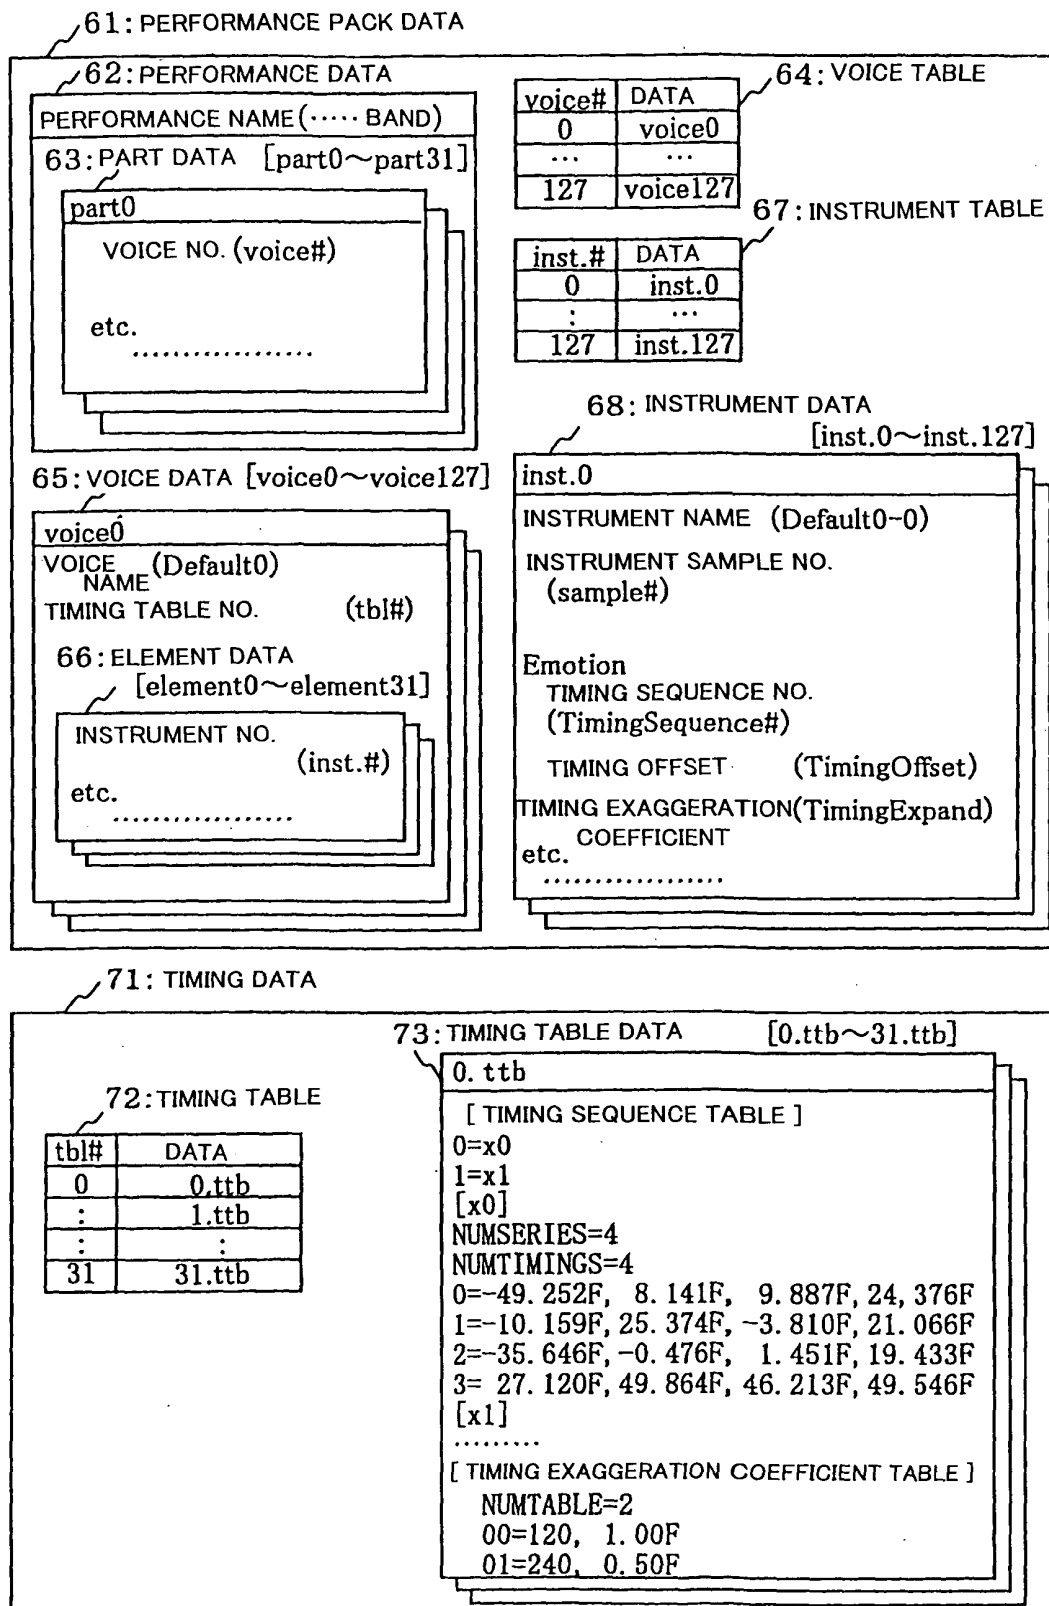 61: PERFORMANCE PACK DATA
62: PERFORMANCE DATA
PERFORMANCE NAME(····· BAND)
63: PART DATA [part0～part31]
part0
VOICE NO. (voice#)
etc.
..................
64: VOICE TABLE
voice# DATA
0 voice0
... ...
127 voice127
67: INSTRUMENT TABLE
inst.# DATA
0 inst.0
: ...
127 inst.127
65: VOICE DATA [voice0～voice127]
voice0
VOICE NAME (Default0)
TIMING TABLE NO. (tbl#)
66: ELEMENT DATA
[element0～element31]
INSTRUMENT NO.
(inst.#)
etc.
..................
68: INSTRUMENT DATA
[inst.0～inst.127]
inst.0
INSTRUMENT NAME (Default0-0)
INSTRUMENT SAMPLE NO.
(sample#)
Emotion
TIMING SEQUENCE NO.
(TimingSequence#)
TIMING OFFSET (TimingOffset)
TIMING EXAGGERATION(TimingExpand)
COEFFICIENT
etc.
..................
71: TIMING DATA
72: TIMING TABLE
tbl# DATA
0 0.ttb
: 1.ttb
: :
31 31.ttb
73: TIMING TABLE DATA [0.ttb～31.ttb]
0. ttb
[ TIMING SEQUENCE TABLE ]
0=x0
1=x1
[x0]
NUMSERIES=4
NUMTIMINGS=4
0=-49. 252F, 8. 141F, 9. 887F, 24, 376F
1=-10. 159F, 25. 374F, -3. 810F, 21. 066F
2=-35. 646F, -0. 476F, 1. 451F, 19. 433F
3= 27. 120F, 49. 864F, 46. 213F, 49. 546F
[x1]
.........
[ TIMING EXAGGERATION COEFFICIENT TABLE ]
NUMTABLE=2
00=120, 1. 00F
01=240, 0. 50F